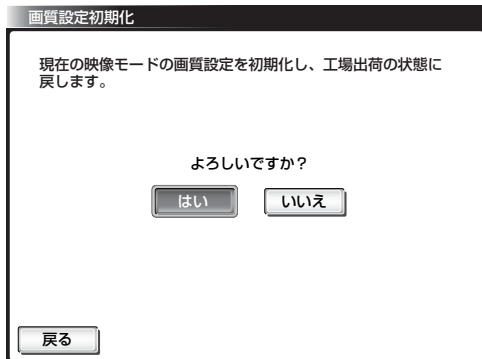 画質設定初期化
現在の映像モードの画質設定を初期化し、工場出荷の状態に
戻します。
よろしいですか？
はい
いいえ
戻る